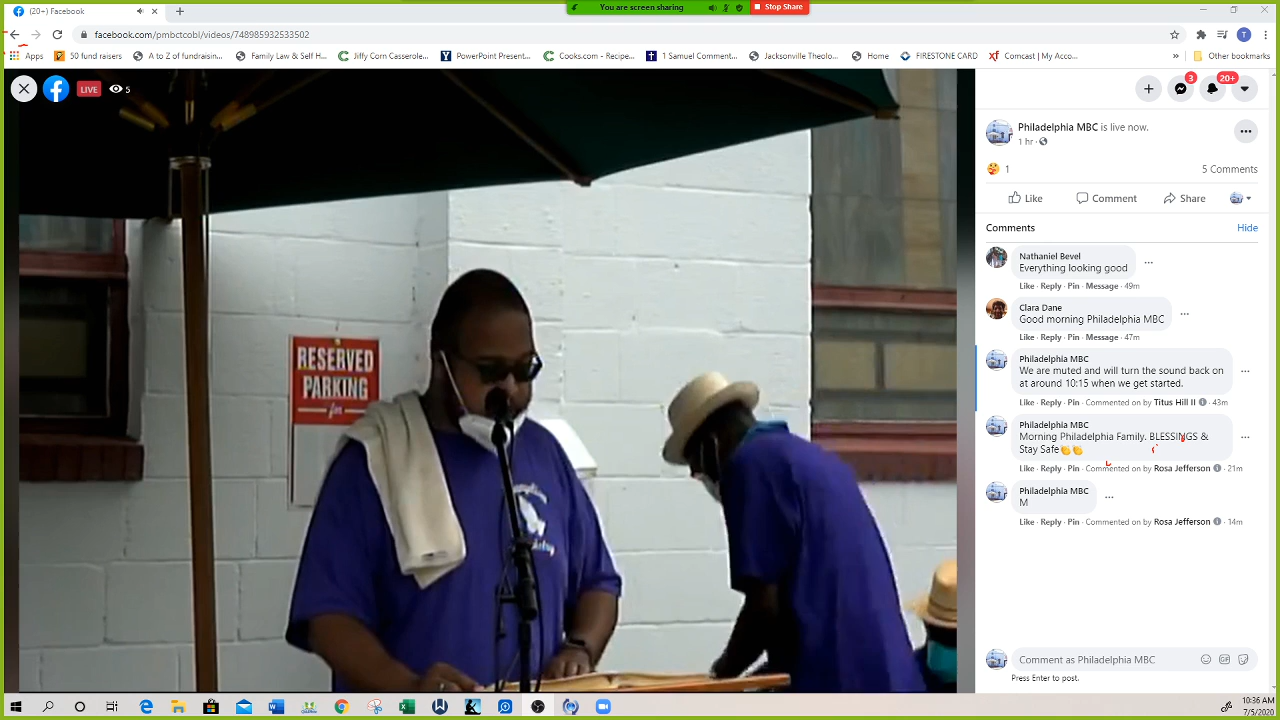 (20+) Facebook
You are screen sharing
Stop Share
facebook.com/pmbctcobl/videos/748985932533502
T
Apps
50 fund raisers
A to Z of fundraisin...
Family Law & Self H...
Jiffy Corn Casserole...
PowerPoint Present...
Cooks.com - Recipe...
1 Samuel Comment...
Jacksonville Theolo...
Home
FIRESTONE CARD
Comcast | My Acco...
»
Other bookmarks
LIVE
5
3
20+
Philadelphia MBC is live now.
1 hr ·
1
5 Comments
Like
Comment
Share
Comments
Hide
Nathaniel Bevel
Everything looking good
Like · Reply · Pin · Message · 49m
Clara Dane
Good morning Philadelphia MBC
Like · Reply · Pin · Message · 47m
Philadelphia MBC
We are muted and will turn the sound back on
at around 10:15 when we get started.
Like · Reply · Pin · Commented on by Titus Hill II · 43m
Philadelphia MBC
Morning Philadelphia Family. BLESSINGS &
Stay Safe👏👏
Like · Reply · Pin · Commented on by Rosa Jefferson · 21m
Philadelphia MBC
M
Like · Reply · Pin · Commented on by Rosa Jefferson · 14m
RESERVED
PARKING
for
Comment as Philadelphia MBC
GIF
Press Enter to post.
10:36 AM
7/5/2020